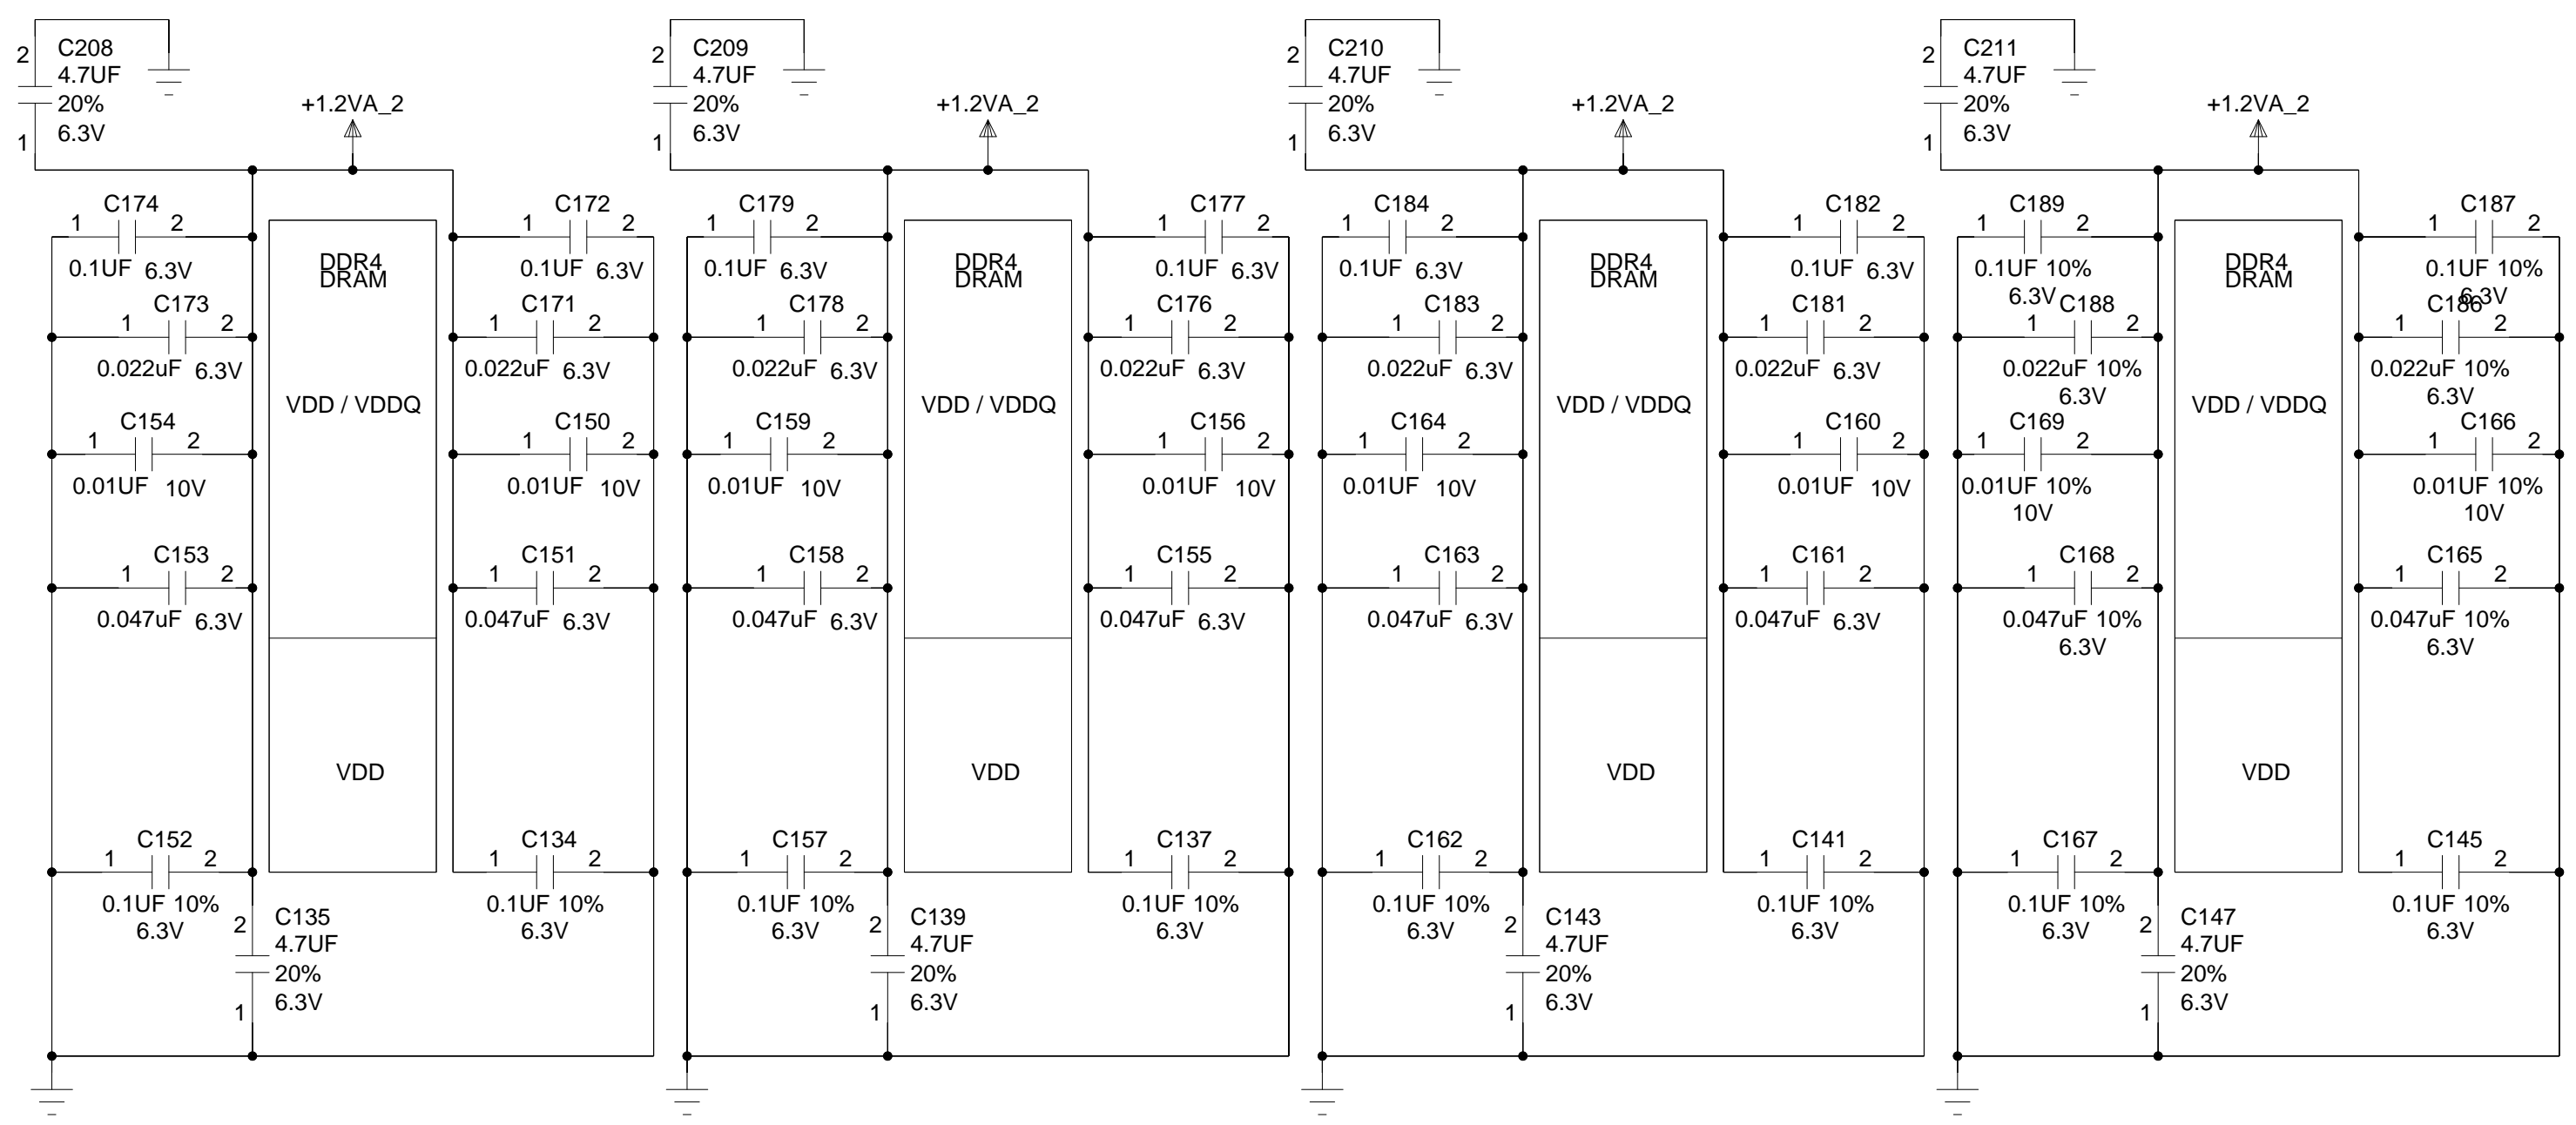 2 C208
4.7UF
20%
6.3V
1
2 C209
4.7UF
20%
6.3V
1
2 C210
4.7UF
20%
6.3V
1
2 C211
4.7UF
20%
6.3V
1
+1.2VA_2
+1.2VA_2
+1.2VA_2
+1.2VA_2
C174
1 2
0.1UF 6.3V
C173
1 2
0.022uF 6.3V
C154
1 2
0.01UF 10V
C153
1 2
0.047uF 6.3V
C152
1 2
0.1UF 10%
6.3V
2 C135
4.7UF
20%
6.3V
1
DDR4
DRAM
VDD / VDDQ
VDD
C172
1 2
0.1UF 6.3V
C171
1 2
0.022uF 6.3V
C150
1 2
0.01UF 10V
C151
1 2
0.047uF 6.3V
C134
1 2
0.1UF 10%
6.3V
C179
1 2
0.1UF 6.3V
C178
1 2
0.022uF 6.3V
C159
1 2
0.01UF 10V
C158
1 2
0.047uF 6.3V
C157
1 2
0.1UF 10%
6.3V
2 C139
4.7UF
20%
6.3V
1
DDR4
DRAM
VDD / VDDQ
VDD
C177
1 2
0.1UF 6.3V
C176
1 2
0.022uF 6.3V
C156
1 2
0.01UF 10V
C155
1 2
0.047uF 6.3V
C137
1 2
0.1UF 10%
6.3V
C184
1 2
0.1UF 6.3V
C183
1 2
0.022uF 6.3V
C164
1 2
0.01UF 10V
C163
1 2
0.047uF 6.3V
C162
1 2
0.1UF 10%
6.3V
2 C143
4.7UF
20%
6.3V
1
DDR4
DRAM
VDD / VDDQ
VDD
C182
1 2
0.1UF 6.3V
C181
1 2
0.022uF 6.3V
C160
1 2
0.01UF 10V
C161
1 2
0.047uF 6.3V
C141
1 2
0.1UF 10%
6.3V
C189
1 2
0.1UF 10%
6.3V
C188
1 2
0.022uF 10%
6.3V
C169
1 2
0.01UF 10%
10V
C168
1 2
0.047uF 10%
6.3V
C167
1 2
0.1UF 10%
6.3V
2 C147
4.7UF
20%
6.3V
1
DDR4
DRAM
VDD / VDDQ
VDD
C187
1 2
0.1UF 10%
6.3V
C186
1 2
0.022uF 10%
6.3V
C166
1 2
0.01UF 10%
10V
C165
1 2
0.047uF 10%
6.3V
C145
1 2
0.1UF 10%
6.3V